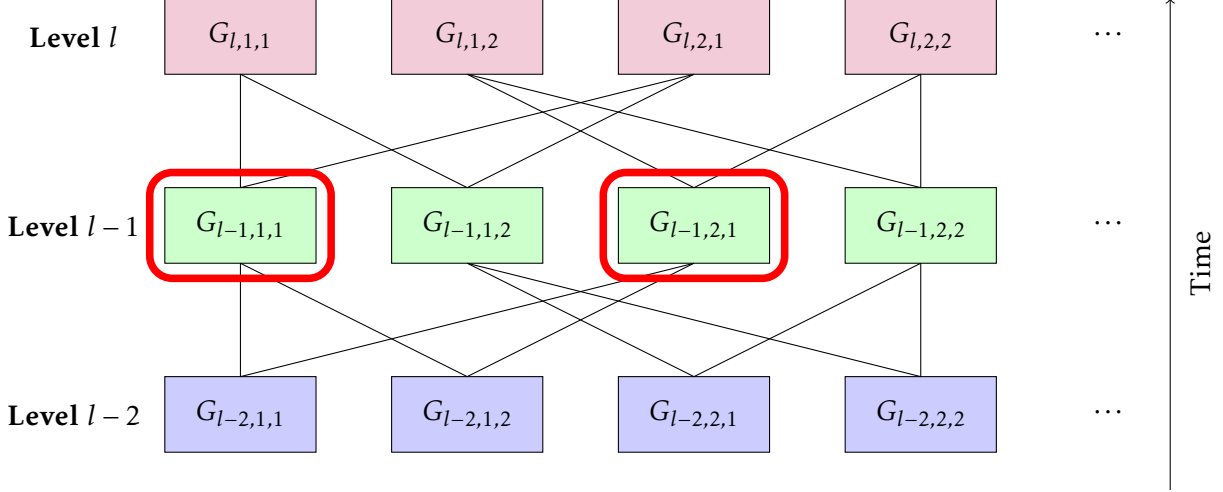 Level l G_{l,1,1} G_{l,1,2} G_{l,2,1} G_{l,2,2} ...
Level l − 1 G_{l−1,1,1} G_{l−1,1,2} G_{l−1,2,1} G_{l−1,2,2} ...
Time
Level l − 2 G_{l−2,1,1} G_{l−2,1,2} G_{l−2,2,1} G_{l−2,2,2} ...